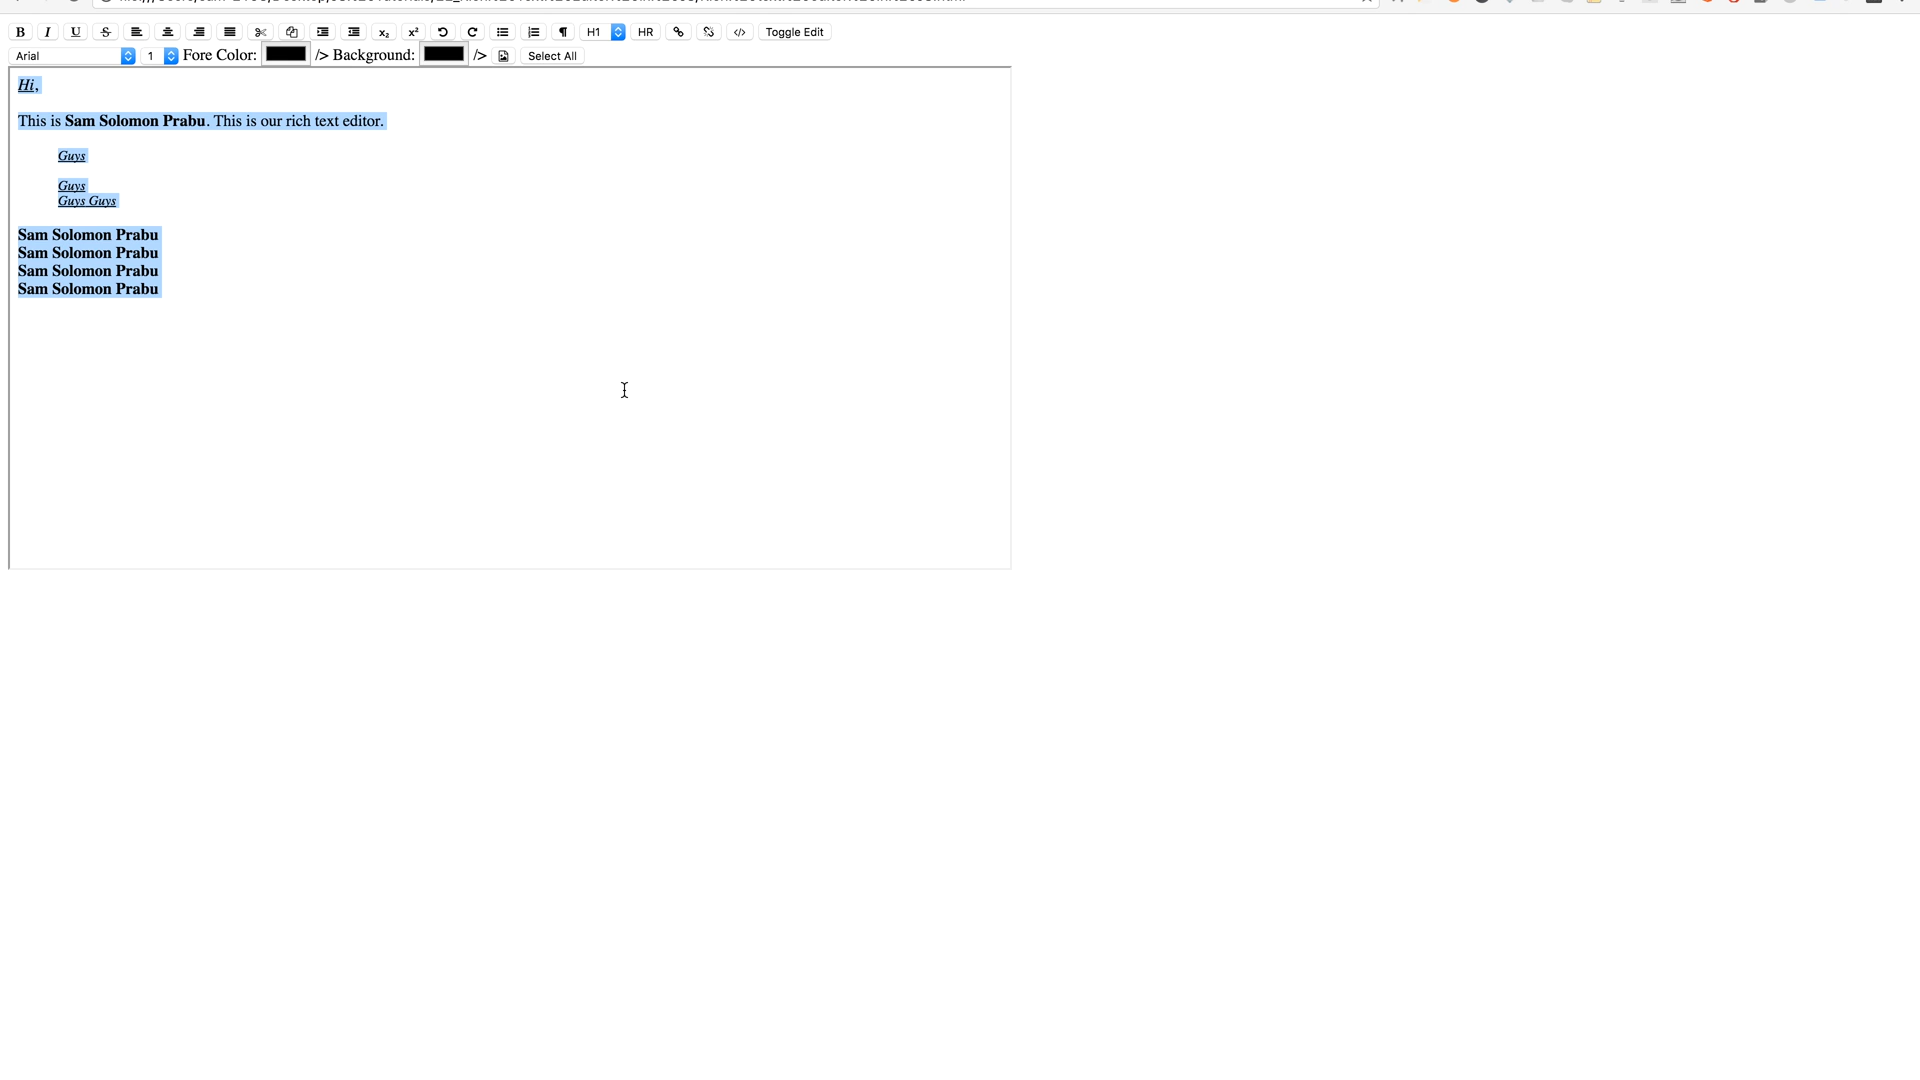 B I U S x₂ x² H1 HR </> Toggle Edit
Arial 1 Fore Color: /> Background: /> Select All
Hi,
This is Sam Solomon Prabu. This is our rich text editor.
Guys
Guys
Guys Guys
Sam Solomon Prabu
Sam Solomon Prabu
Sam Solomon Prabu
Sam Solomon Prabu